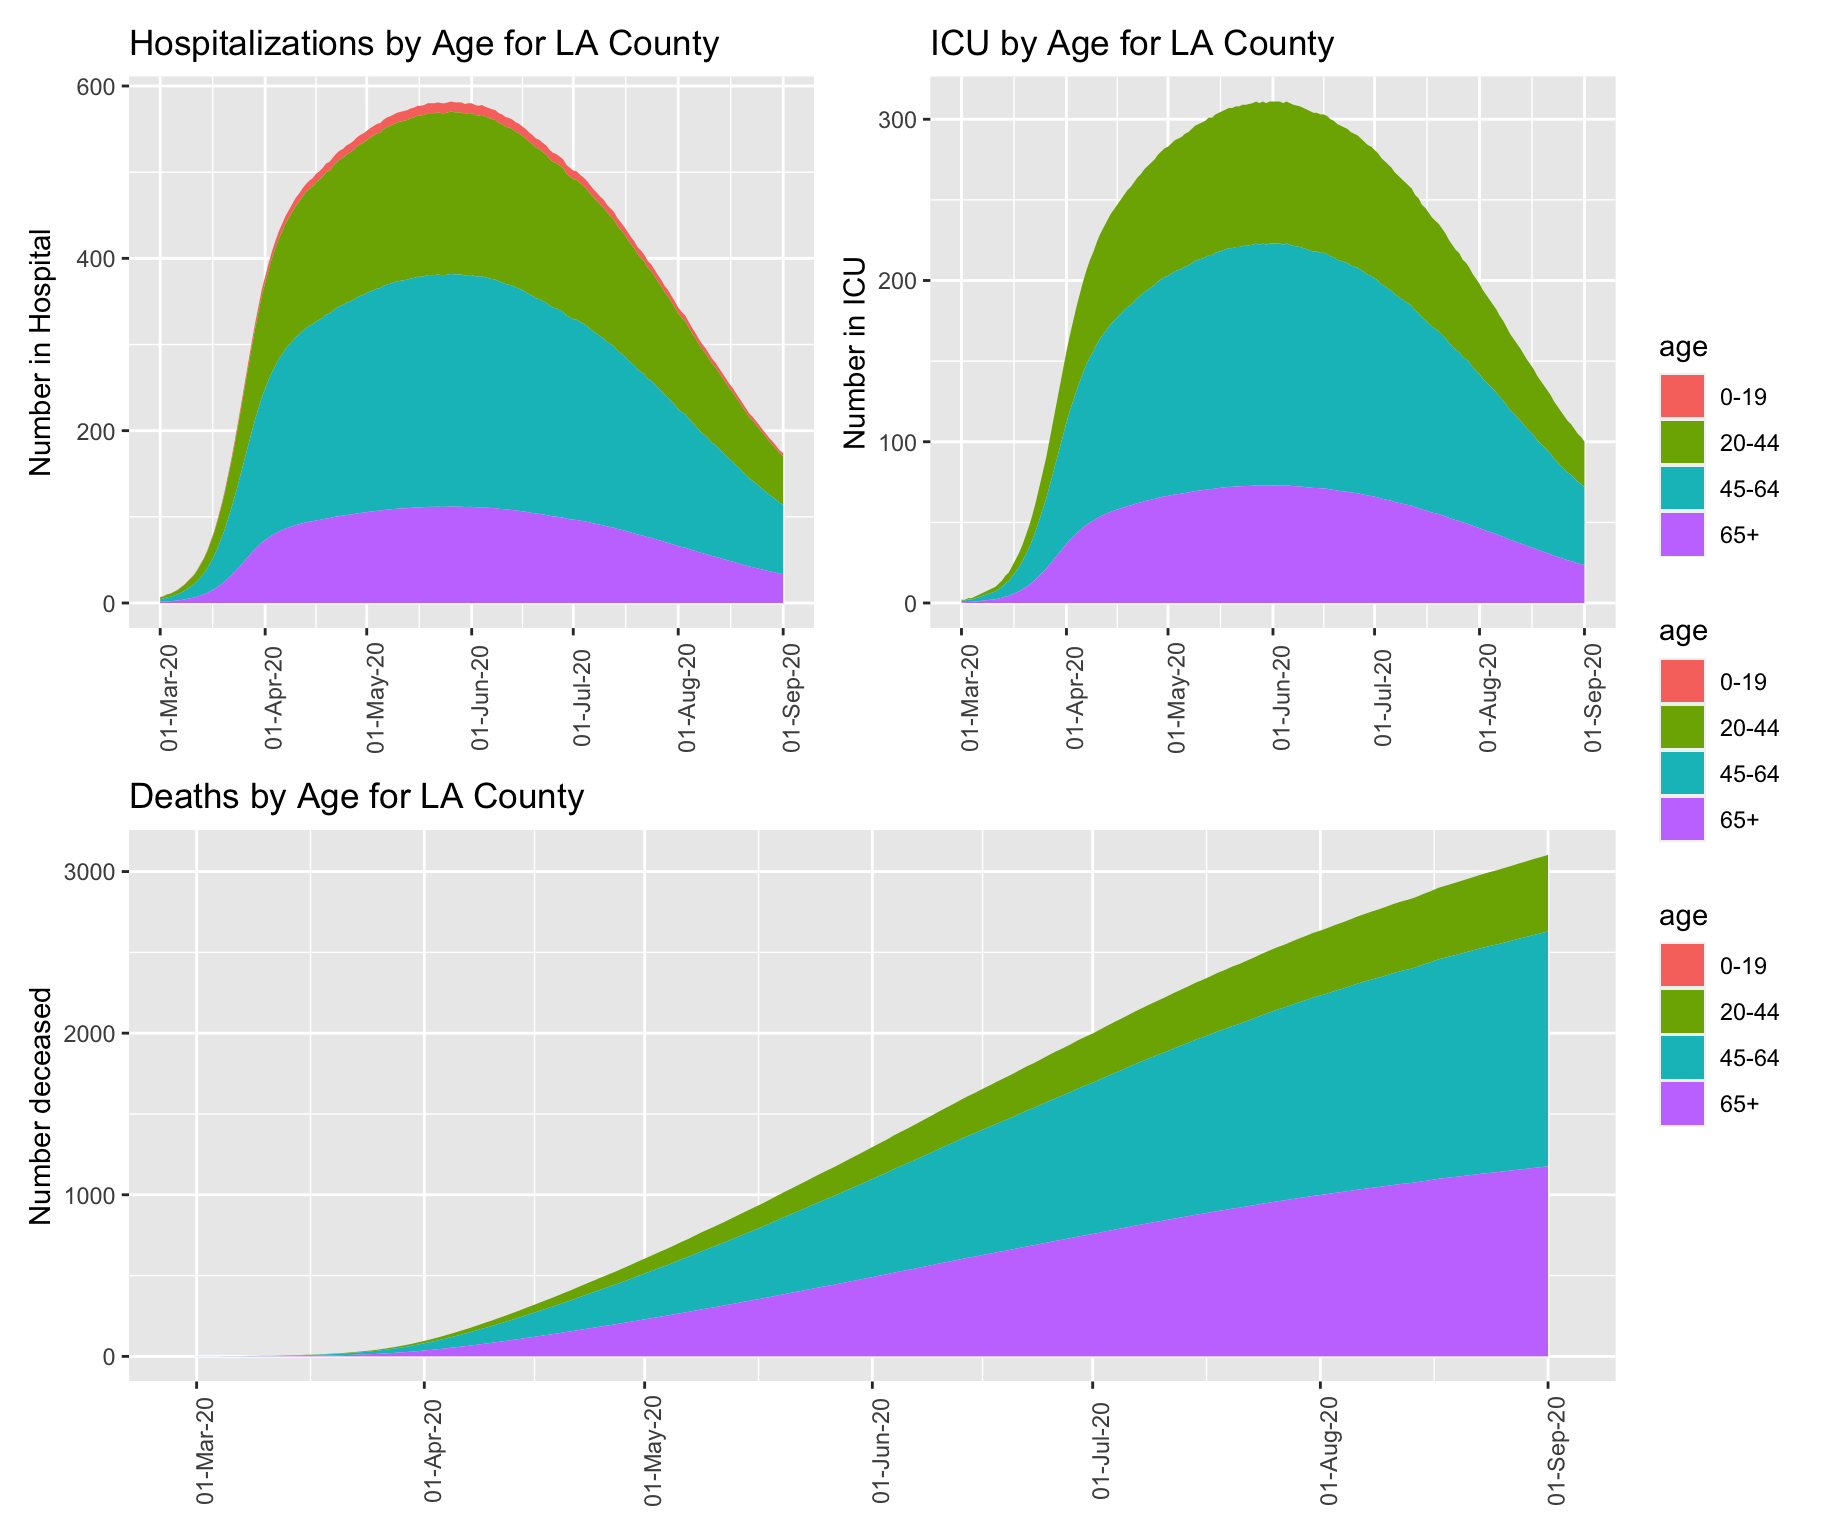 Hospitalizations by Age for LA County
Number in Hospital
600
400
200
0
01-Mar-20
01-Apr-20
01-May-20
01-Jun-20
01-Jul-20
01-Aug-20
01-Sep-20
ICU by Age for LA County
Number in ICU
300
200
100
0
01-Mar-20
01-Apr-20
01-May-20
01-Jun-20
01-Jul-20
01-Aug-20
01-Sep-20
Deaths by Age for LA County
Number deceased
3000
2000
1000
0
01-Mar-20
01-Apr-20
01-May-20
01-Jun-20
01-Jul-20
01-Aug-20
01-Sep-20
age
0-19
20-44
45-64
65+
age
0-19
20-44
45-64
65+
age
0-19
20-44
45-64
65+